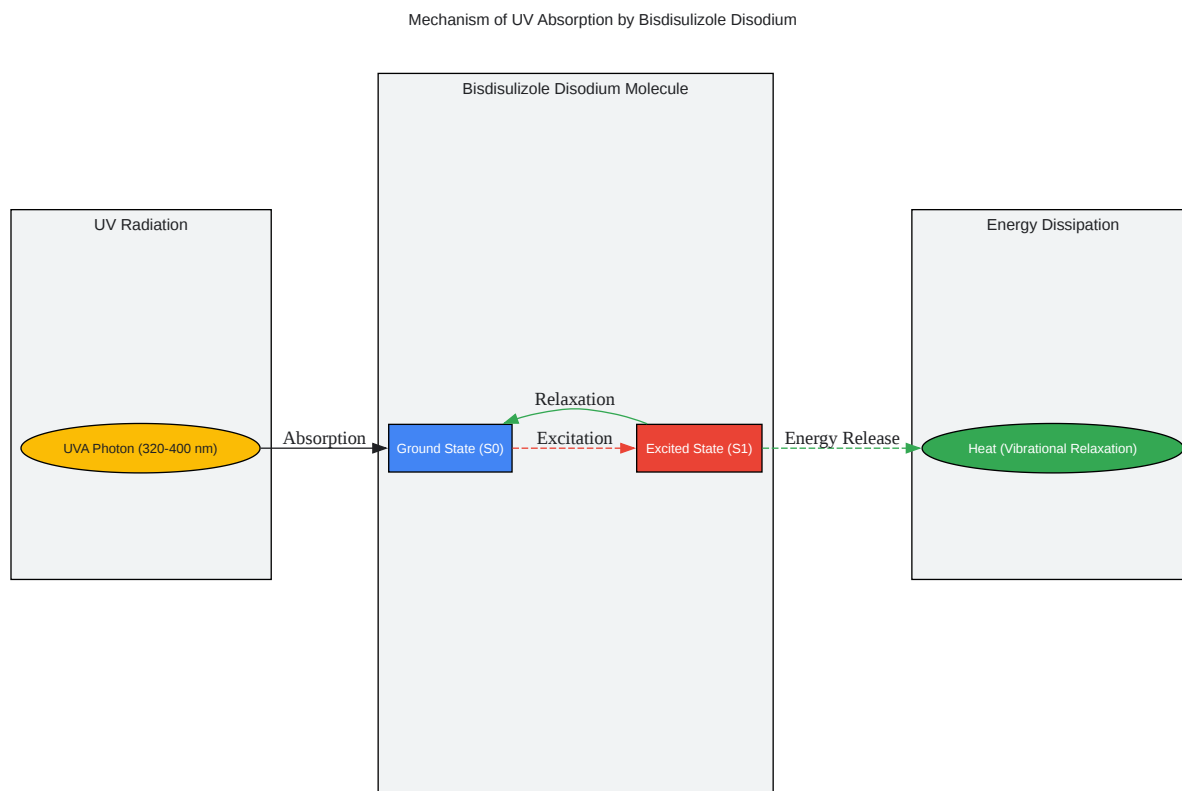 Mechanism of UV Absorption by Bisdisulizole Disodium
Bisdisulizole Disodium Molecule
UV Radiation
Energy Dissipation
Relaxation
UVA Photon (320-400 nm)
Absorption
Ground State (S0)
Excitation
Excited State (S1)
Energy Release
Heat (Vibrational Relaxation)